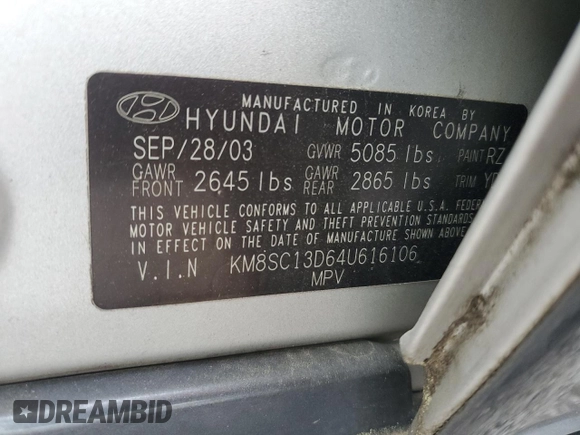 MANUFACTURED IN KOREA BY
HYUNDAI MOTOR COMPANY
SEP/28/03 GVWR 5085 lbs PAINT RZ
GAWR FRONT 2645 lbs GAWR REAR 2865 lbs TRIM
THIS VEHICLE CONFORMS TO ALL APPLICABLE U.S.A. FEDER
MOTOR VEHICLE SAFETY AND THEFT PREVENTION STANDARDS
IN EFFECT ON THE DATE OF MANUFACTURE SHOWN ABOVE
V.I.N KM8SC13D64U616106
MPV
DREAMBID